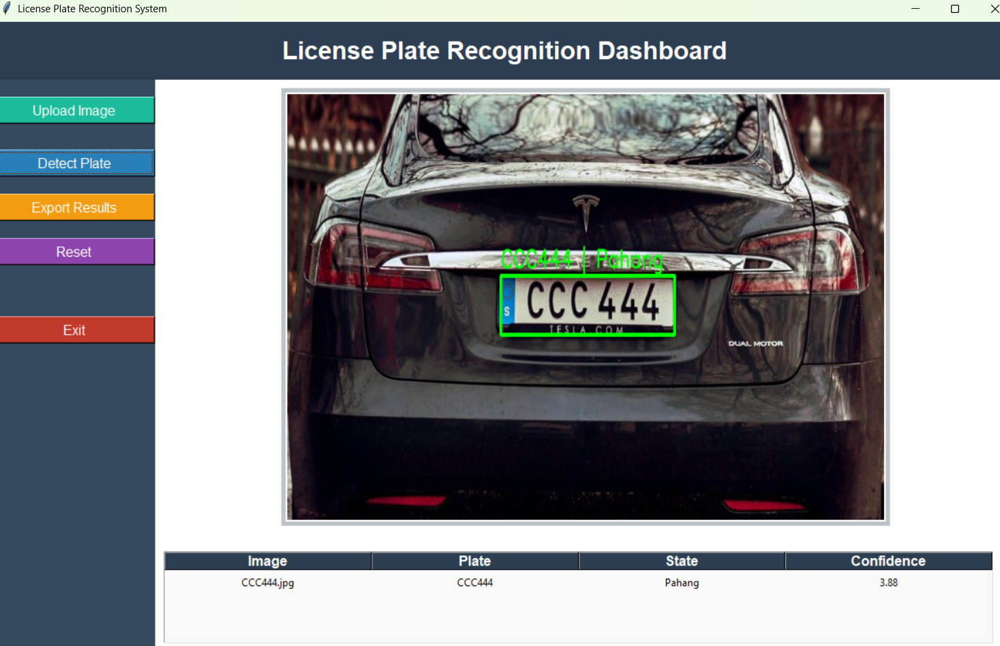 License Plate Recognition System
License Plate Recognition Dashboard
Upload Image
Detect Plate
Export Results
Reset
Exit
CCC444 | Pahang
S
CCC 444
TESLA.COM
DUAL MOTOR
Image Plate State Confidence
CCC444.jpg CCC444 Pahang 3.88